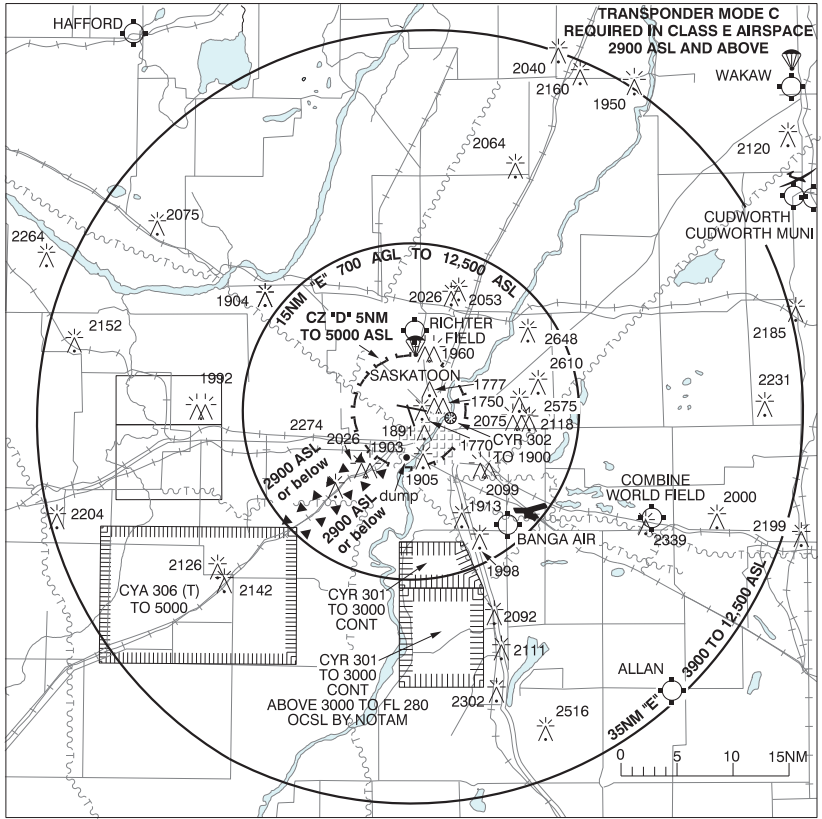 HAFFORD
TRANSPONDER MODE C
REQUIRED IN CLASS E AIRSPACE
2900 ASL AND ABOVE
2040
2160
1950
WAKAW
2120
2064
CUDWORTH
CUDWORTH MUNI
2075
2264
1904
15NM "E" 700 AGL TO 12,500 ASL
2026
2053
CZ "D" 5NM
TO 5000 ASL
RICHTER
FIELD
1960
2152
2648
2185
2610
SASKATOON
1777
1992
1750
2575
2231
2075
2118
2274
1891
CYR 302
TO 1900
2026
1903
1770
2900 ASL
or below
1905
2099
dump
2900 ASL
or below
1913
COMBINE
WORLD FIELD
2000
2204
BANGA AIR
2339
2199
1998
2126
2142
CYA 306 (T)
TO 5000
CYR 301
TO 3000
CONT
2092
3900 TO 12,500 ASL
CYR 301
TO 3000
CONT
ABOVE 3000 TO FL 280
OCSL BY NOTAM
2111
2302
ALLAN
2516
35NM "E"
0 5 10 15NM